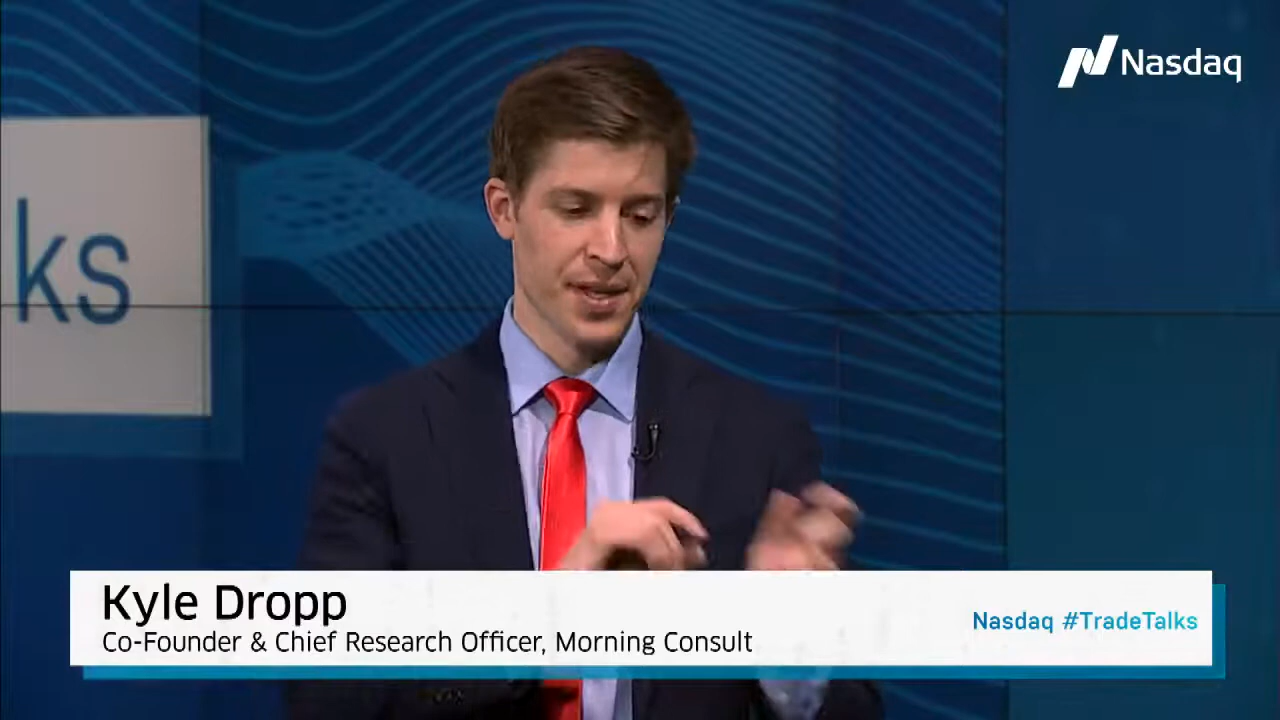 Nasdaq
ks
Kyle Dropp
Co-Founder & Chief Research Officer, Morning Consult
Nasdaq #TradeTalks